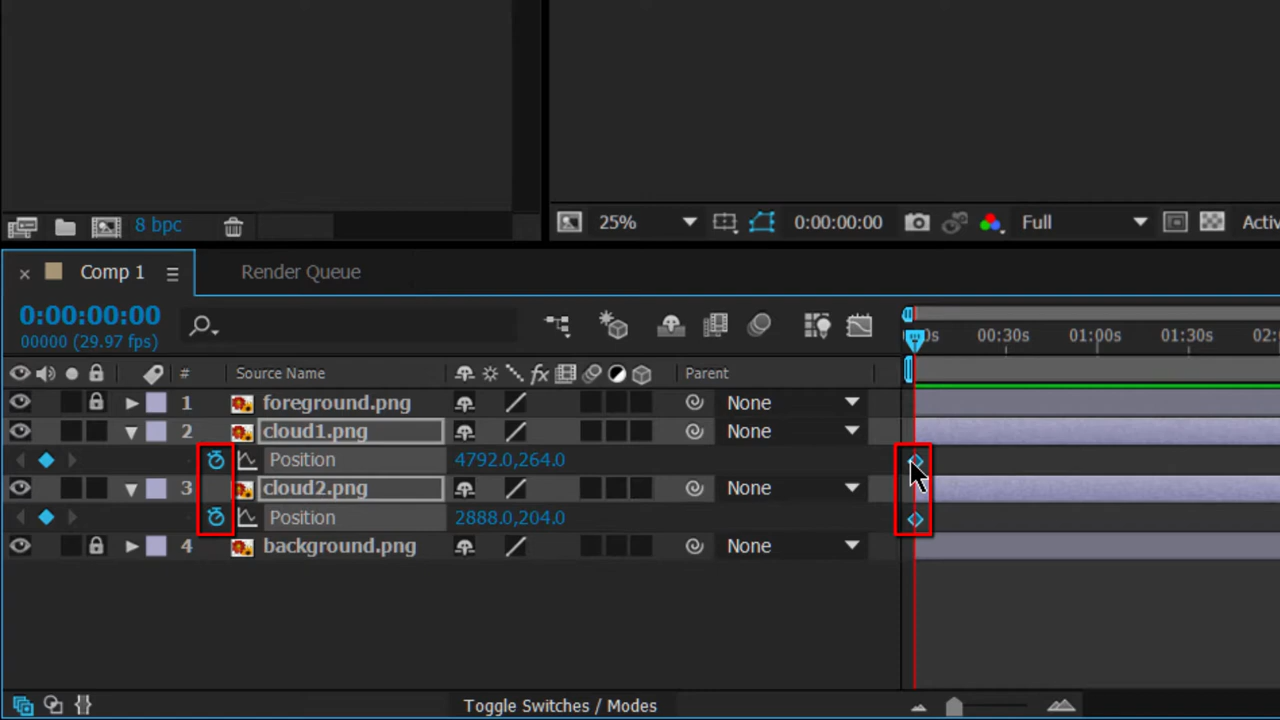 8 bpc
25% 0:00:00:00 Full Activ
Comp 1 Render Queue
0:00:00:00
00000 (29.97 fps)
0s 00:30s 01:00s 01:30s 02:
# Source Name fx Parent
1 foreground.png None
2 cloud1.png None
Position 4792.0,264.0
3 cloud2.png None
Position 2888.0,204.0
4 background.png None
Toggle Switches / Modes